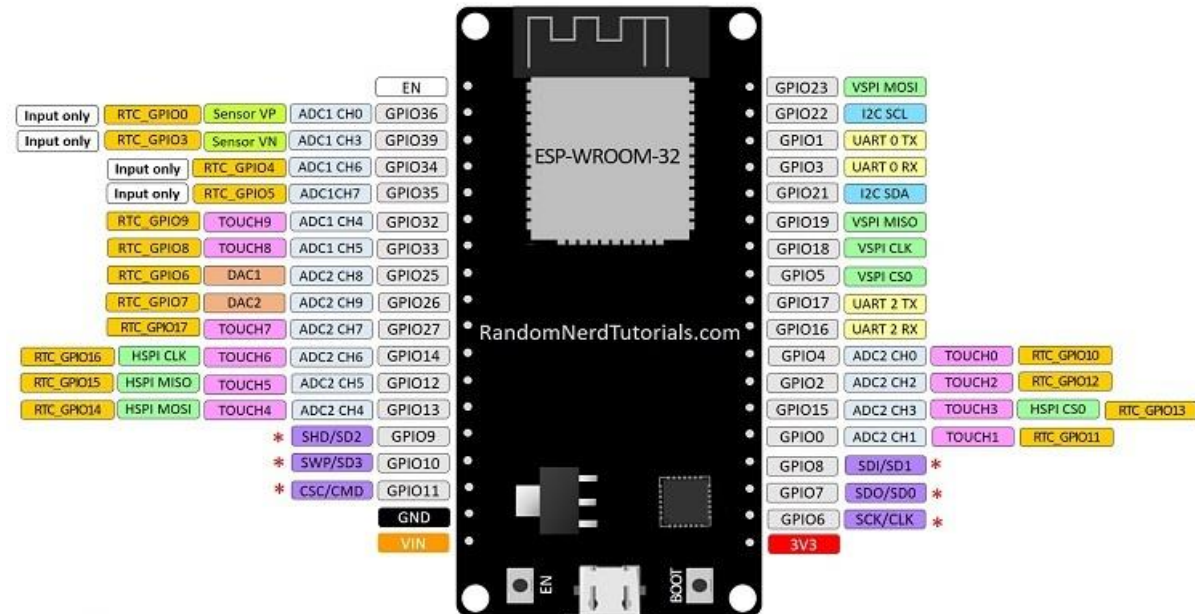 EN
Input only RTC_GPIO0 Sensor VP ADC1 CH0 GPIO36
Input only RTC_GPIO3 Sensor VN ADC1 CH3 GPIO39
Input only RTC_GPIO4 ADC1 CH6 GPIO34
Input only RTC_GPIO5 ADC1CH7 GPIO35
RTC_GPIO9 TOUCH9 ADC1 CH4 GPIO32
RTC_GPIO8 TOUCH8 ADC1 CH5 GPIO33
RTC_GPIO6 DAC1 ADC2 CH8 GPIO25
RTC_GPIO7 DAC2 ADC2 CH9 GPIO26
RTC_GPIO17 TOUCH7 ADC2 CH7 GPIO27
RTC_GPIO16 HSPI CLK TOUCH6 ADC2 CH6 GPIO14
RTC_GPIO15 HSPI MISO TOUCH5 ADC2 CH5 GPIO12
RTC_GPIO14 HSPI MOSI TOUCH4 ADC2 CH4 GPIO13
* SHD/SD2 GPIO9
* SWP/SD3 GPIO10
* CSC/CMD GPIO11
GND
VIN
ESP-WROOM-32
RandomNerdTutorials.com
EN
BOOT
GPIO23 VSPI MOSI
GPIO22 I2C SCL
GPIO1 UART 0 TX
GPIO3 UART 0 RX
GPIO21 I2C SDA
GPIO19 VSPI MISO
GPIO18 VSPI CLK
GPIO5 VSPI CS0
GPIO17 UART 2 TX
GPIO16 UART 2 RX
GPIO4 ADC2 CH0 TOUCH0 RTC_GPIO10
GPIO2 ADC2 CH2 TOUCH2 RTC_GPIO12
GPIO15 ADC2 CH3 TOUCH3 HSPI CS0 RTC_GPIO13
GPIO0 ADC2 CH1 TOUCH1 RTC_GPIO11
GPIO8 SDI/SD1 *
GPIO7 SDO/SD0 *
GPIO6 SCK/CLK *
3V3